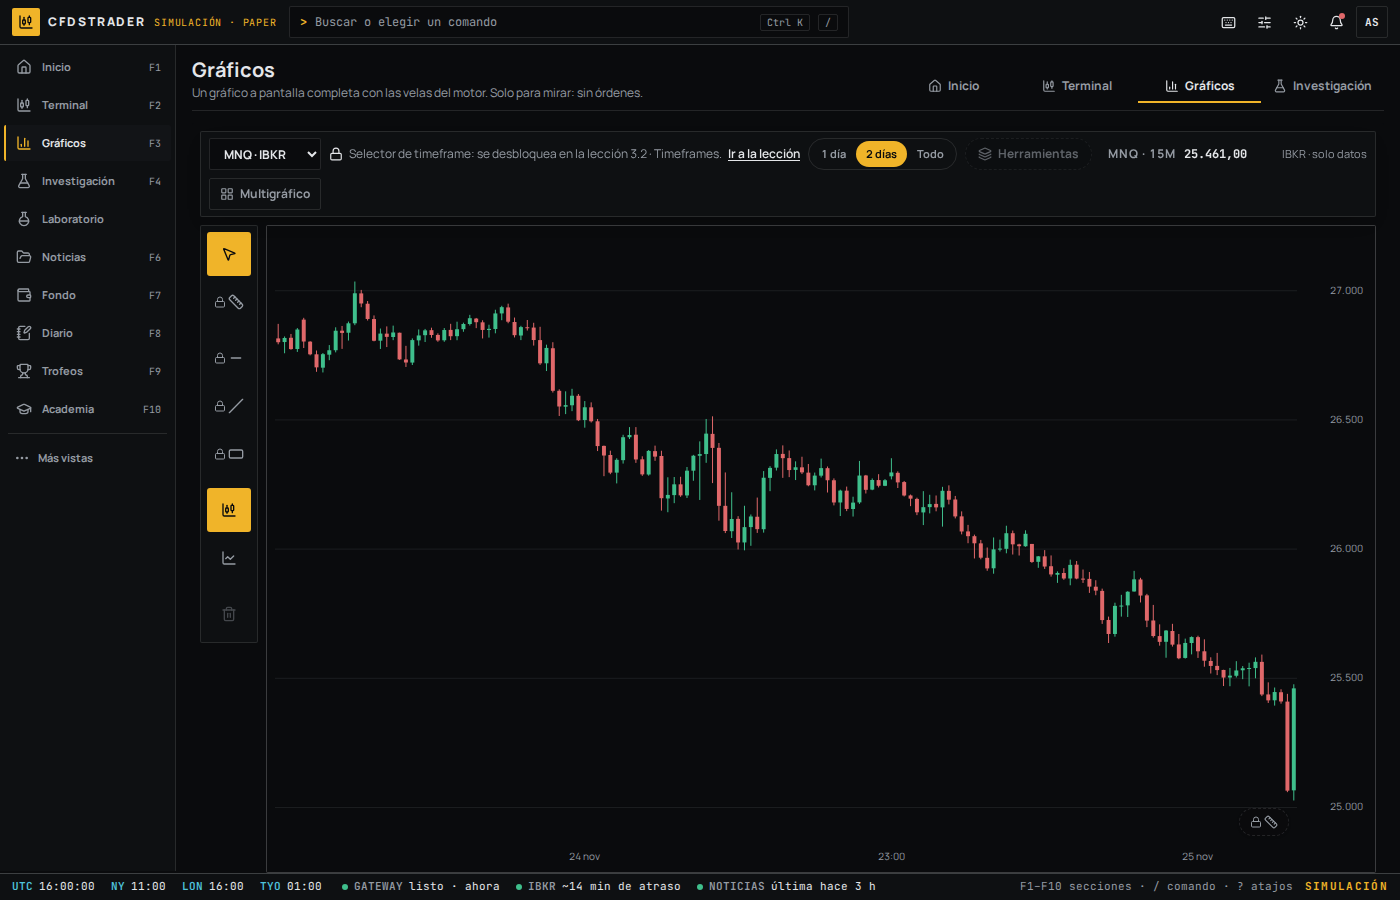 CFDSTRADER SIMULACIÓN · PAPER > Buscar o elegir un comando Ctrl K / AS
Inicio F1
Terminal F2
Gráficos F3
Investigación F4
Laboratorio
Noticias F6
Fondo F7
Diario F8
Trofeos F9
Academia F10
Más vistas
Gráficos
Un gráfico a pantalla completa con las velas del motor. Solo para mirar: sin órdenes.
Inicio Terminal Gráficos Investigación
MNQ · IBKR Selector de timeframe: se desbloquea en la lección 3.2 · Timeframes. Ir a la lección 1 día 2 días Todo Herramientas MNQ · 15M 25.461,00 IBKR · solo datos
Multigráfico
27.000
26.500
26.000
25.500
25.000
24 nov 23:00 25 nov
UTC 16:00:00 NY 11:00 LON 16:00 TYO 01:00 GATEWAY listo · ahora IBKR ~14 min de atraso NOTICIAS última hace 3 h F1–F10 secciones · / comando · ? atajos SIMULACIÓN